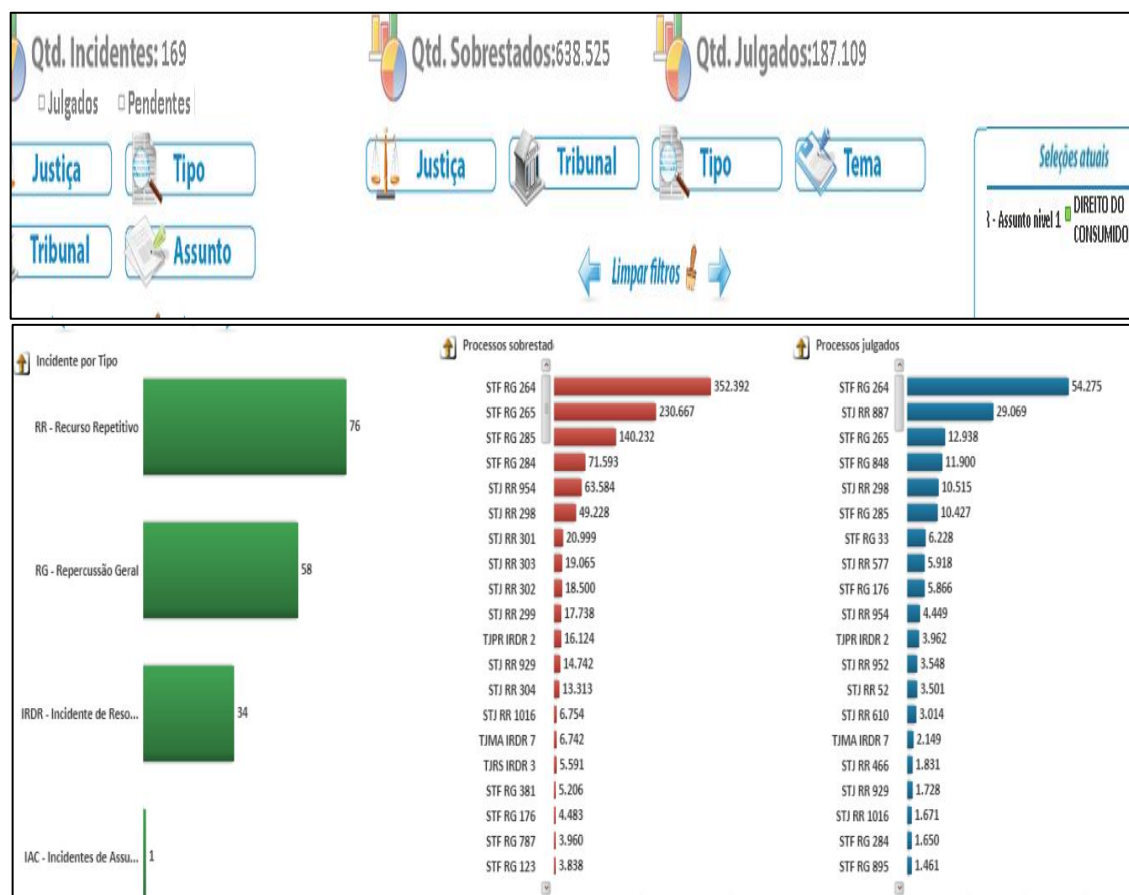 Qtd. Incidentes: 169
Julgados Pendentes
Justiça Tipo
Tribunal Assunto
Qtd. Sobrestados:638.525
Qtd. Julgados:187.109
Justiça Tribunal Tipo Tema
Limpar filtros
Seleções atuais
- Assunto nivel 1 DIREITO DO
CONSUMIDO
Incidente por Tipo
RR - Recurso Repetitivo 76
RG - Repercussão Geral 58
IRDR - Incidente de Reso... 34
IAC - Incidentes de Assu... 1
Processos sobrestad
STF RG 264 352.392
STF RG 265 230.667
STF RG 285 140.232
STF RG 284 71.593
STJ RR 954 63.584
STJ RR 298 49.228
STJ RR 301 20.999
STJ RR 303 19.065
STJ RR 302 18.500
STJ RR 299 17.738
TJPR IRDR 2 16.124
STJ RR 929 14.742
STJ RR 304 13.313
STJ RR 1016 6.754
TJMA IRDR 7 6.742
TJRS IRDR 3 5.591
STF RG 381 5.206
STF RG 176 4.483
STF RG 787 3.960
STF RG 123 3.838
Processos julgados
STF RG 264 54.275
STJ RR 887 29.069
STF RG 265 12.938
STF RG 848 11.900
STJ RR 298 10.515
STF RG 285 10.427
STF RG 33 6.228
STJ RR 577 5.918
STF RG 176 5.866
STJ RR 954 4.449
TJPR IRDR 2 3.962
STJ RR 952 3.548
STJ RR 52 3.501
STJ RR 610 3.014
TJMA IRDR 7 2.149
STJ RR 466 1.831
STJ RR 929 1.728
STJ RR 1016 1.671
STF RG 284 1.650
STF RG 895 1.461